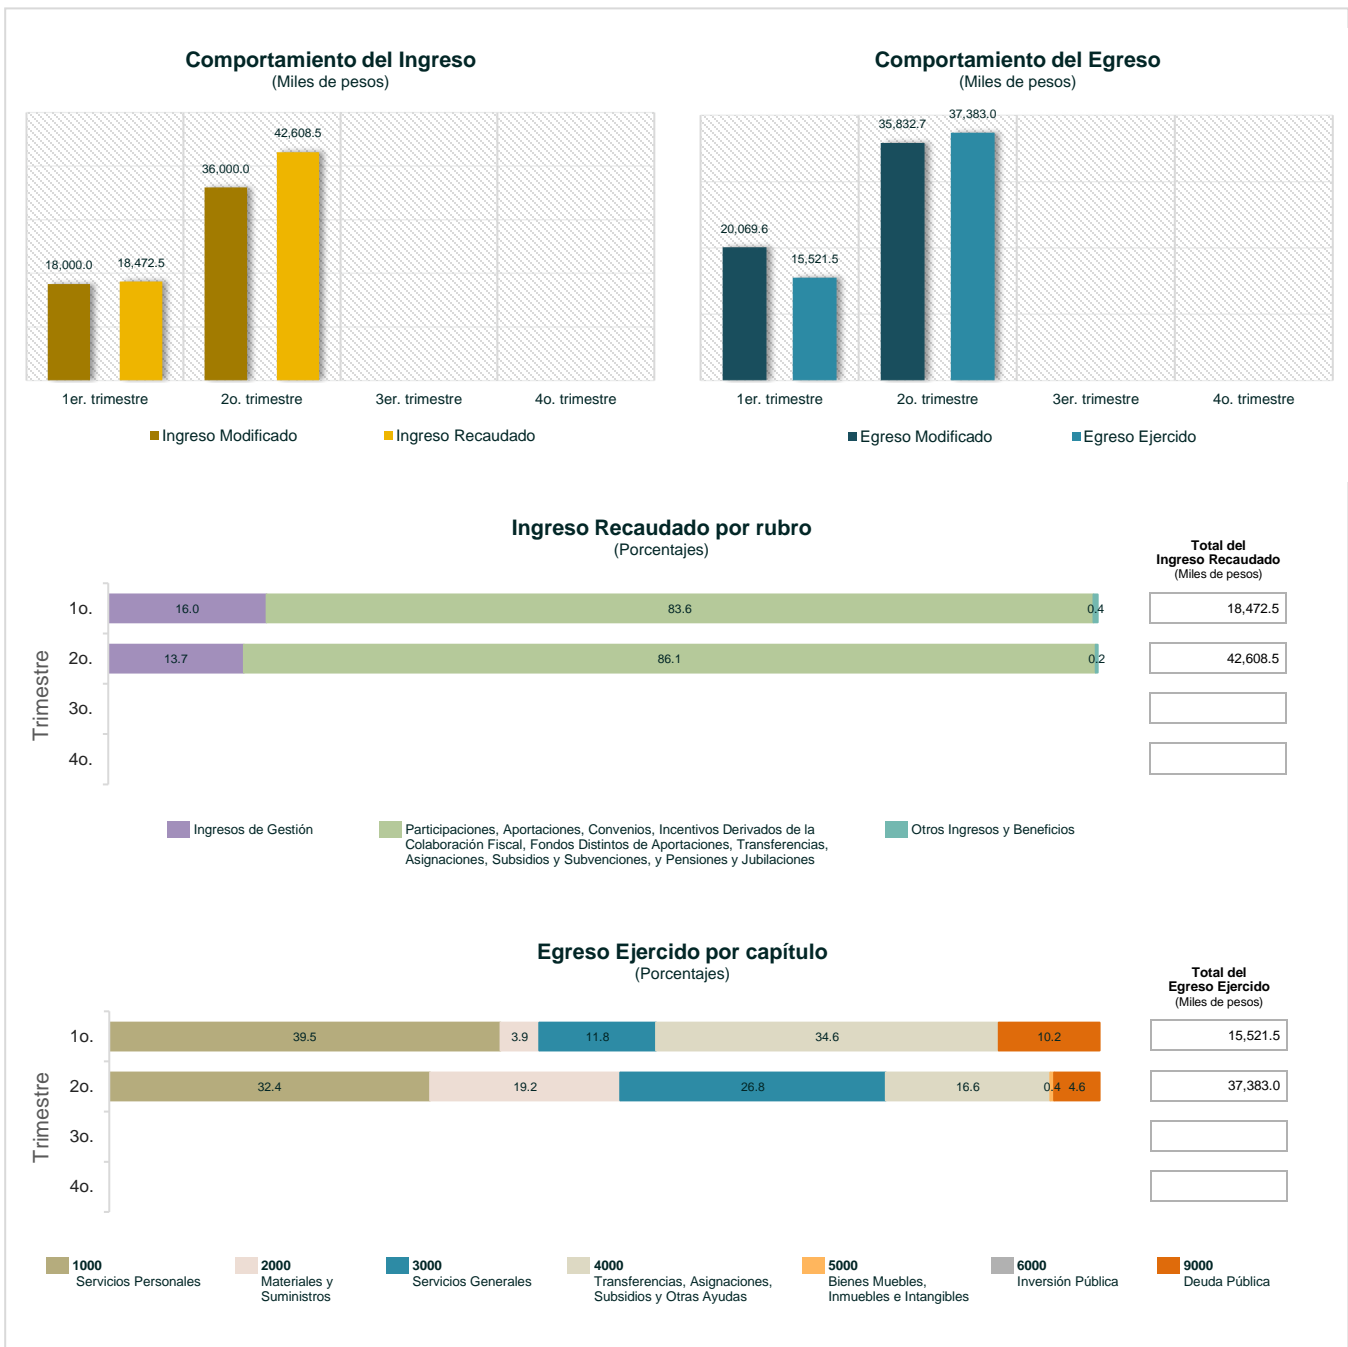 Comportamiento del Ingreso
(Miles de pesos)
42,608.5
36,000.0
18,000.0
18,472.5
1er. trimestre
2o. trimestre
3er. trimestre
4o. trimestre
Ingreso Modificado
Ingreso Recaudado
Comportamiento del Egreso
(Miles de pesos)
37,383.0
35,832.7
20,069.6
15,521.5
1er. trimestre
2o. trimestre
3er. trimestre
4o. trimestre
Egreso Modificado
Egreso Ejercido
Ingreso Recaudado por rubro
(Porcentajes)
Total del
Ingreso Recaudado
(Miles de pesos)
Trimestre
1o.
16.0
83.6
0.4
18,472.5
2o.
13.7
86.1
0.2
42,608.5
3o.
4o.
Ingresos de Gestión
Participaciones, Aportaciones, Convenios, Incentivos Derivados de la
Colaboración Fiscal, Fondos Distintos de Aportaciones, Transferencias,
Asignaciones, Subsidios y Subvenciones, y Pensiones y Jubilaciones
Otros Ingresos y Beneficios
Egreso Ejercido por capítulo
(Porcentajes)
Total del
Egreso Ejercido
(Miles de pesos)
Trimestre
1o.
39.5
3.9
11.8
34.6
10.2
15,521.5
2o.
32.4
19.2
26.8
16.6
0.4
4.6
37,383.0
3o.
4o.
1000
Servicios Personales
2000
Materiales y
Suministros
3000
Servicios Generales
4000
Transferencias, Asignaciones,
Subsidios y Otras Ayudas
5000
Bienes Muebles,
Inmuebles e Intangibles
6000
Inversión Pública
9000
Deuda Pública